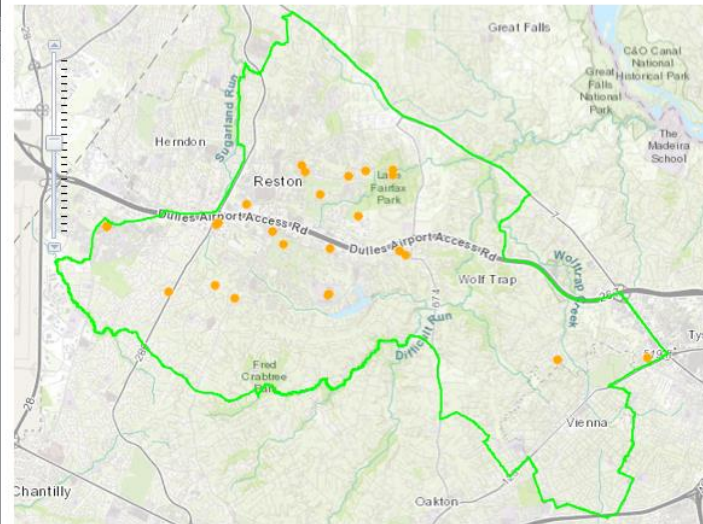 28
Great Falls
C&O Canal
National
Historical Park
Great
Falls
National
Park
Sugarland Run
Herndon
The
Madeira
School
Reston
Lake
Fairfax
Park
7
Dulles Airport Access Rd
Dulles Airport Access Rd
Wolf Trap
Wolftrap Creek
267
674
Difficult Run
Tys
286
Fred
Crabtree
Park
28
Vienna
Chantilly
Oakton